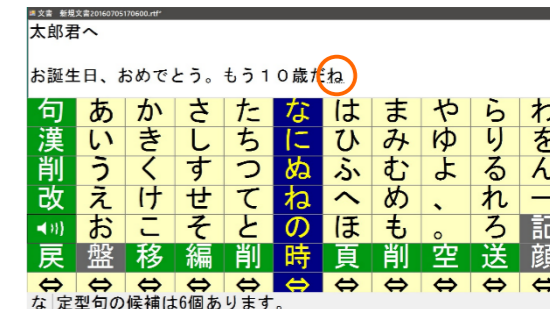 文書 新規文書20160705170600.rtf*
太郎君へ
お誕生日、おめでとう。もう10歳だね
句 あ か さ た な は ま や ら わ
漢 い き し ち に ひ み ゆ り を
削 う く す つ ぬ ふ む よ る ん
改 え け せ て ね へ め 、 れ ー
お こ そ と の ほ も 。 ろ 記
戻 盤 移 編 削 時 頁 削 空 送 顔
⇔ ⇔ ⇔ ⇔ ⇔ ⇔ ⇔ ⇔ ⇔ ⇔ ⇔
な 定型句の候補は6個あります。